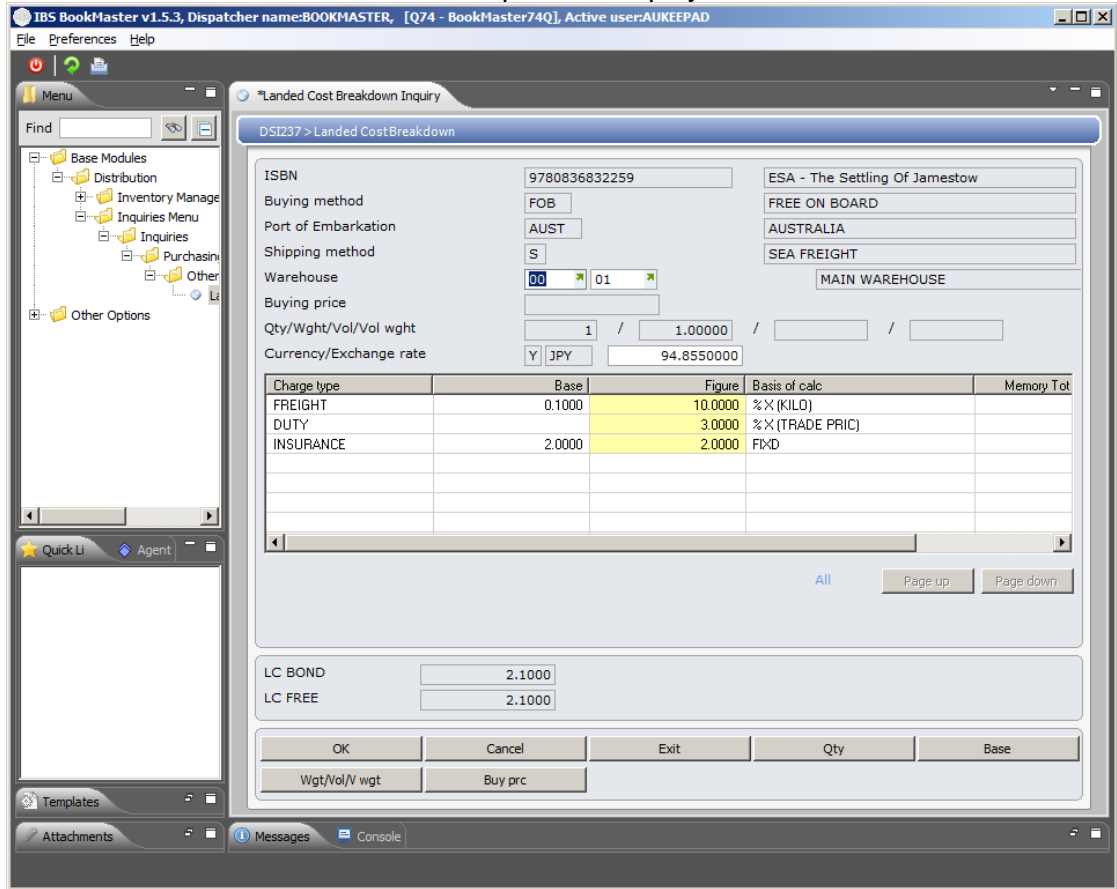 IBS BookMaster v1.5.3, Dispatcher name:BOOKMASTER, [Q74 - BookMaster74Q], Active user:AUKEEPAD
File Preferences Help
Menu
Find
Base Modules
Distribution
Inventory Manage
Inquiries Menu
Inquiries
Purchasin
Other
La
Other Options
Quick Li Agent
Templates
Attachments
*Landed Cost Breakdown Inquiry
DSI237 > Landed CostBreakdown
ISBN 9780836832259 ESA - The Settling Of Jamestow
Buying method FOB FREE ON BOARD
Port of Embarkation AUST AUSTRALIA
Shipping method S SEA FREIGHT
Warehouse 00 01 MAIN WAREHOUSE
Buying price
Qty/Wght/Vol/Vol wght 1 / 1.00000 / /
Currency/Exchange rate Y JPY 94.8550000
Charge type Base Figure Basis of calc Memory Tot
FREIGHT 0.1000 10.0000 % X (KILO)
DUTY 3.0000 % X (TRADE PRIC)
INSURANCE 2.0000 2.0000 FIXD
All Page up Page down
LC BOND 2.1000
LC FREE 2.1000
OK Cancel Exit Qty Base
Wgt/Vol/V wgt Buy prc
Messages Console